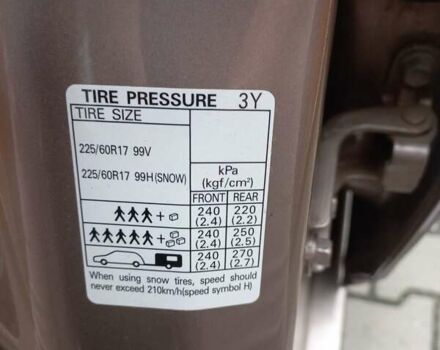 TIRE PRESSURE 3Y
TIRE SIZE
225/60R17 99V
225/60R17 99H(SNOW)
kPa
(kgf/cm²)
FRONT REAR
+ 240 220
(2.4) (2.2)
+ 240 250
(2.4) (2.5)
240 270
(2.4) (2.7)
When using snow tires, speed should
never exceed 210km/h(speed symbol H)